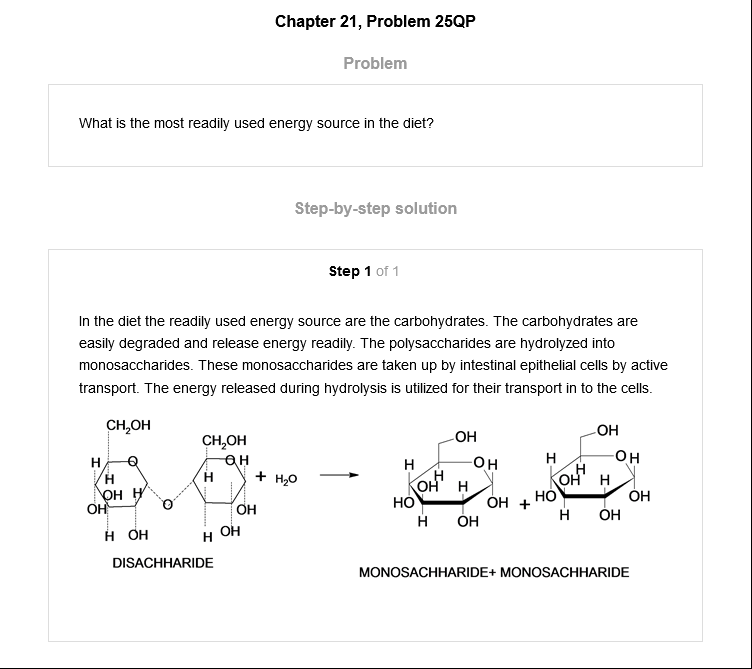 Chapter 21, Problem 25QP
Problem
What is the most readily used energy source in the diet?
Step-by-step solution
Step 1 of 1
In the diet the readily used energy source are the carbohydrates. The carbohydrates are
easily degraded and release energy readily. The polysaccharides are hydrolyzed into
monosaccharides. These monosaccharides are taken up by intestinal epithelial cells by active
transport. The energy released during hydrolysis is utilized for their transport in to the cells.
CH₂OH
H
O
H
OH
H
OH
H
OH
O
CH₂OH
O
H
H
OH
H
OH
+ H₂O
OH
H
O
H
H
OH
H
HO
OH
H
OH
+
OH
H
O
H
H
OH
H
HO
OH
H
OH
DISACHHARIDE
MONOSACHHARIDE+ MONOSACHHARIDE